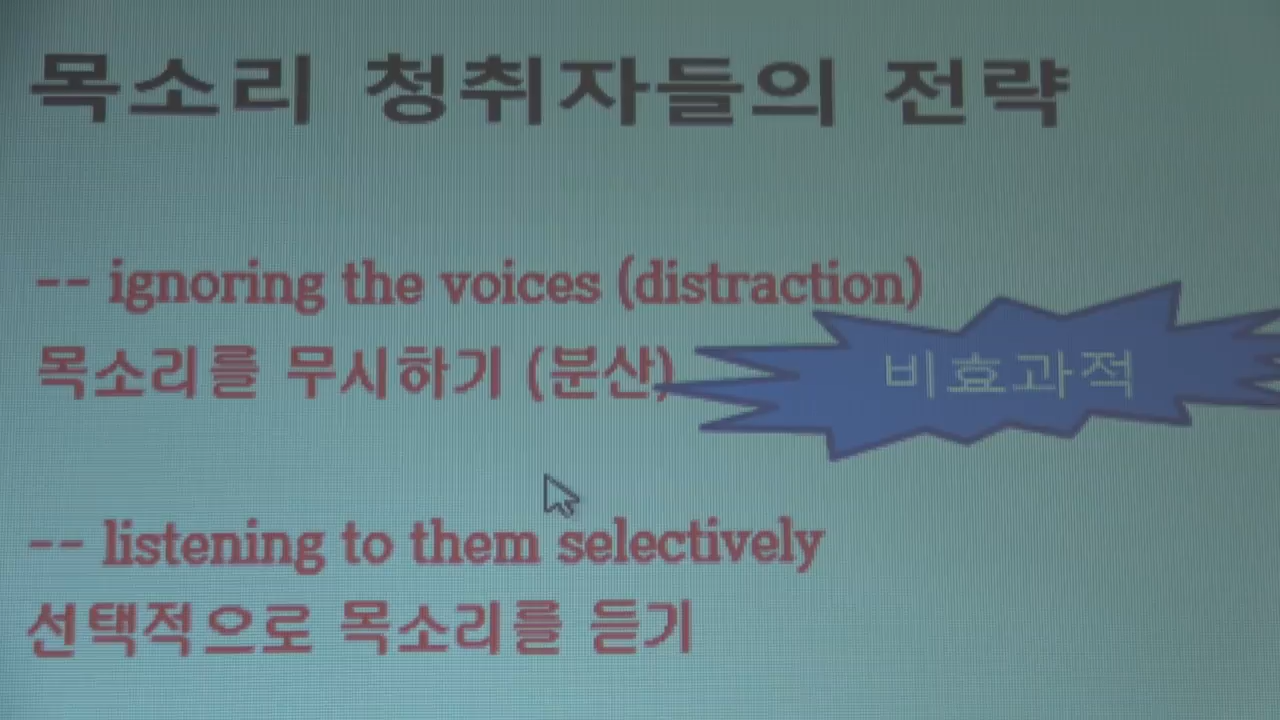 목소리 청취자들의 전략
-- ignoring the voices (distraction)
목소리를 무시하기 (분산)
비효과적
-- listening to them selectively
선택적으로 목소리를 듣기